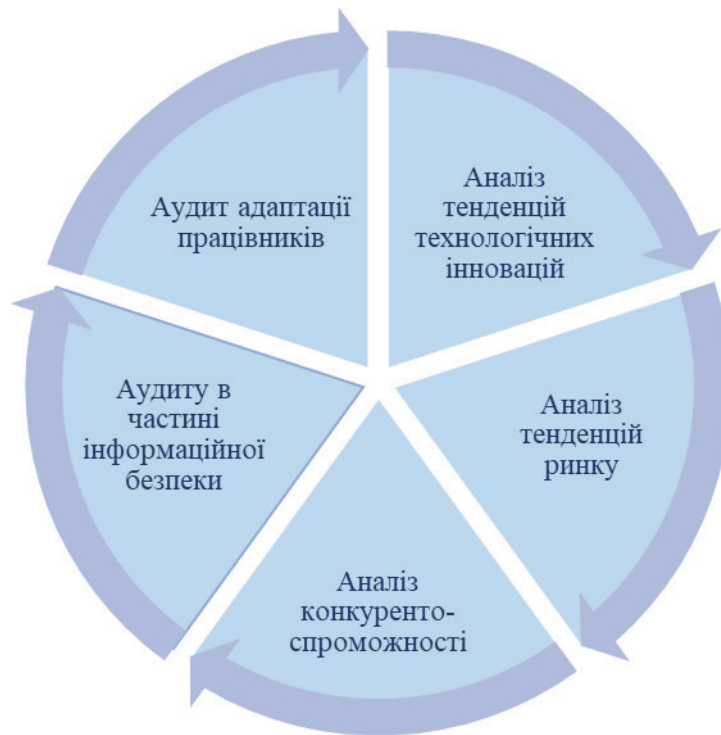 Аудит адаптації
працівників
Аналіз
тенденцій
технологічних
інновацій
Аналіз
тенденцій
ринку
Аналіз
конкуренто-
спроможності
Аудиту в
частині
інформаційної
безпеки